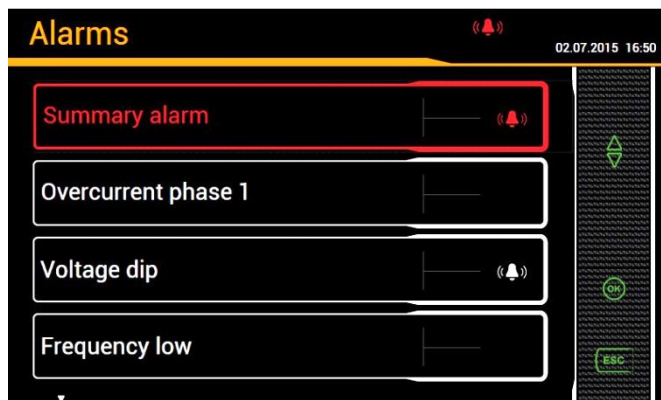 Alarms
02.07.2015 16:50
Summary alarm
Overcurrent phase 1
Voltage dip
OK
Frequency low
ESC